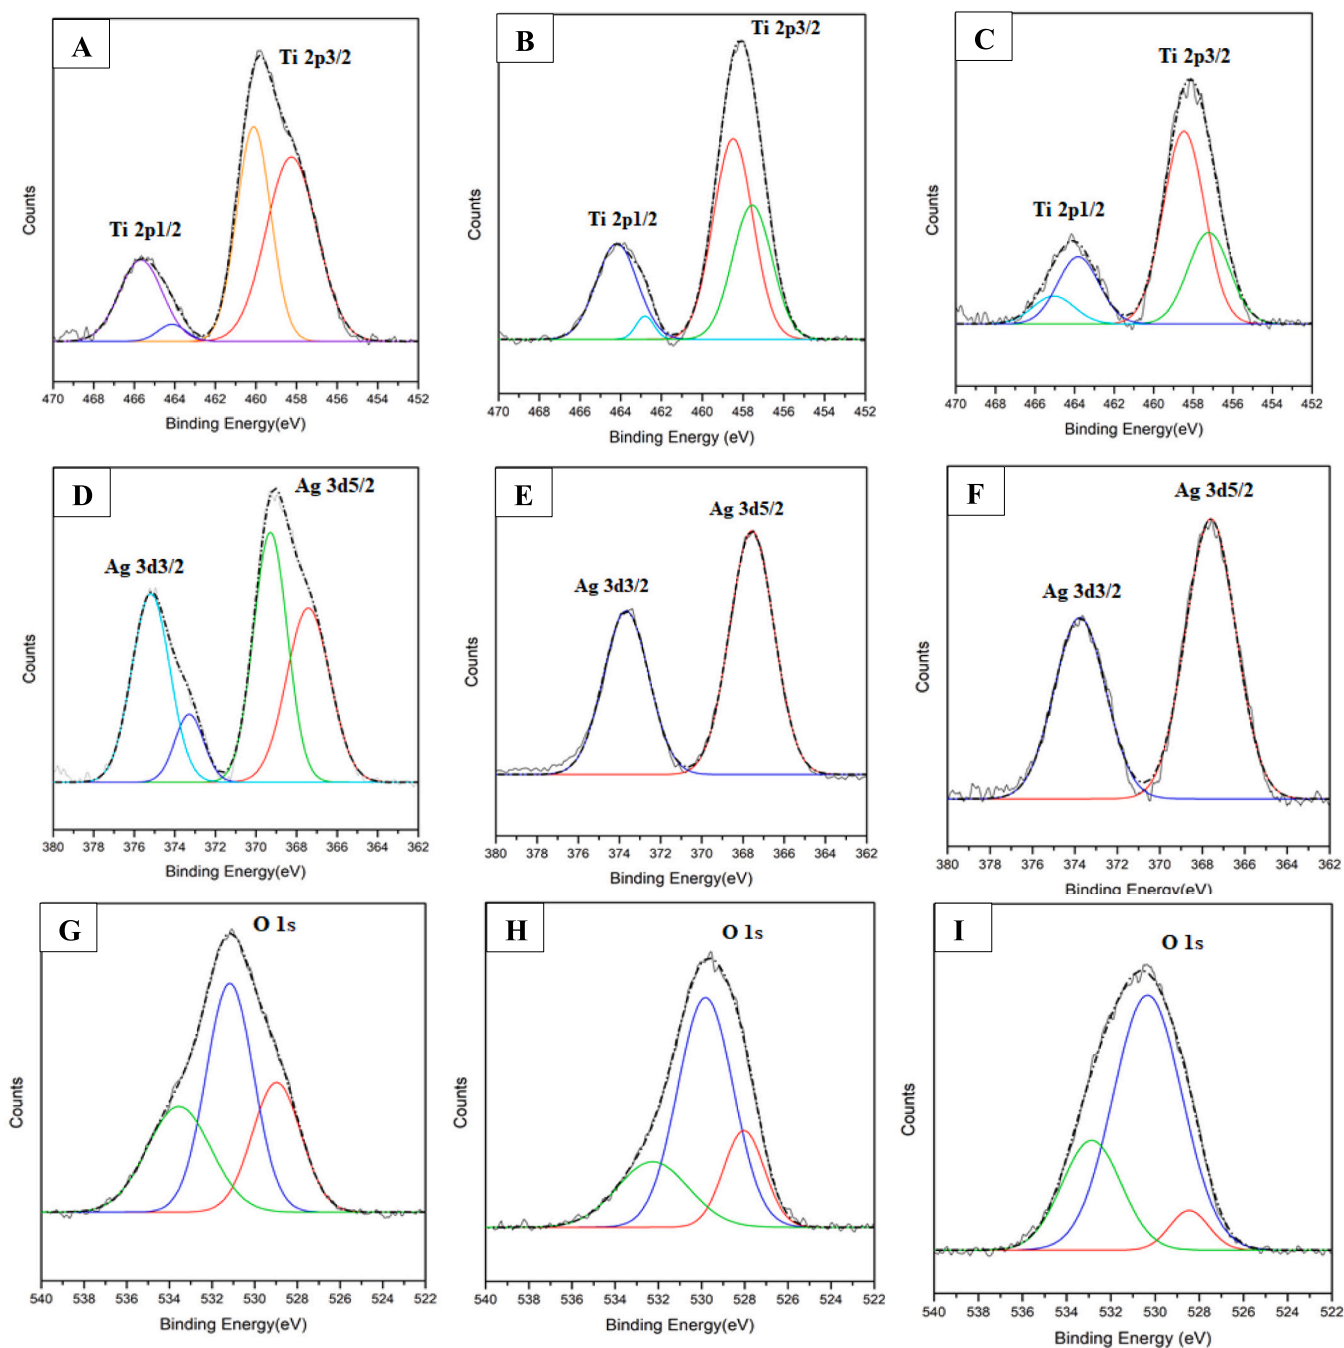 A
Ti 2p3/2
Ti 2p1/2
Counts
470 468 466 464 462 460 458 456 454 452
Binding Energy(eV)
B
Ti 2p3/2
Ti 2p1/2
Counts
470 468 466 464 462 460 458 456 454 452
Binding Energy (eV)
C
Ti 2p3/2
Ti 2p1/2
Counts
470 468 466 464 462 460 458 456 454 452
Binding Energy(eV)
D
Ag 3d5/2
Ag 3d3/2
Counts
380 378 376 374 372 370 368 366 364 362
Binding Energy(eV)
E
Ag 3d5/2
Ag 3d3/2
Counts
380 378 376 374 372 370 368 366 364 362
Binding Energy(eV)
F
Ag 3d5/2
Ag 3d3/2
Counts
380 378 376 374 372 370 368 366 364 362
Binding Energy(eV)
G
O 1s
Counts
540 538 536 534 532 530 528 526 524 522
Binding Energy(eV)
H
O 1s
Counts
540 538 536 534 532 530 528 526 524 522
Binding Energy(eV)
I
O 1s
Counts
540 538 536 534 532 530 528 526 524 522
Binding Energy (eV)